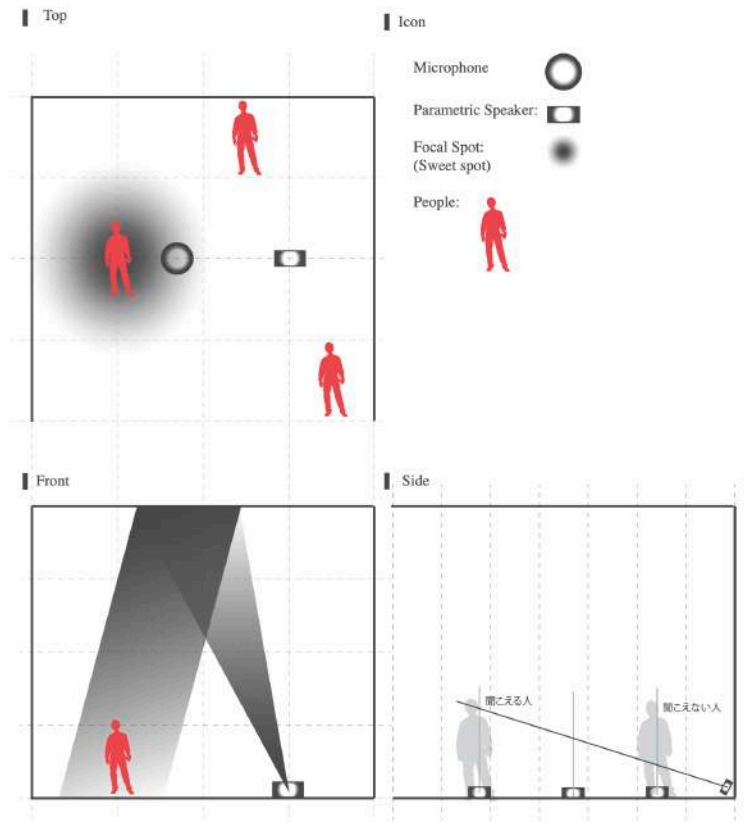 Top
Icon
Microphone
Parametric Speaker:
Focal Spot:
(Sweet spot)
People:
Front
Side
聞こえる人
聞こえない人